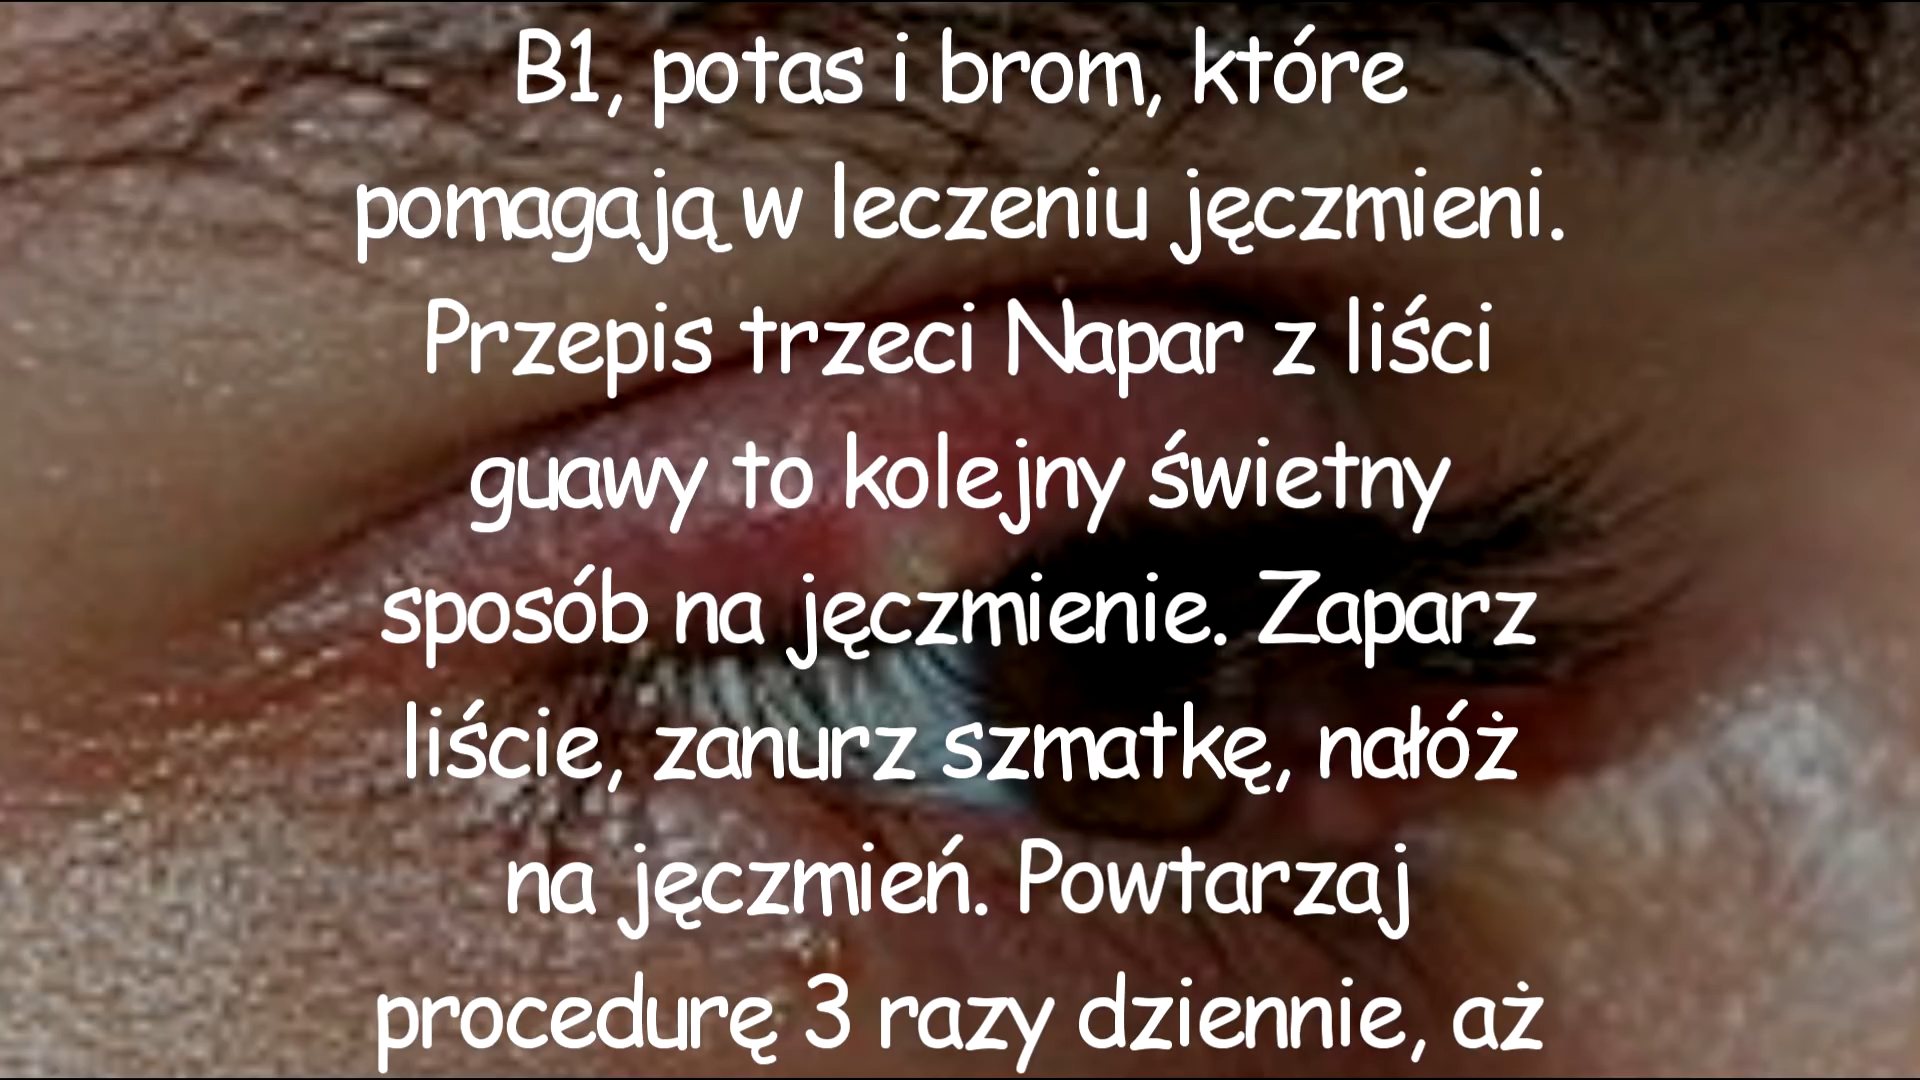 B1, potas i brom, które
pomagają w leczeniu jęczmieni.
Przepis trzeci Napar z liści
guawy to kolejny świetny
sposób na jęczmienie. Zaparz
liście, zanurz szmatkę, nałóż
na jęczmień. Powtarzaj
procedurę 3 razy dziennie, aż